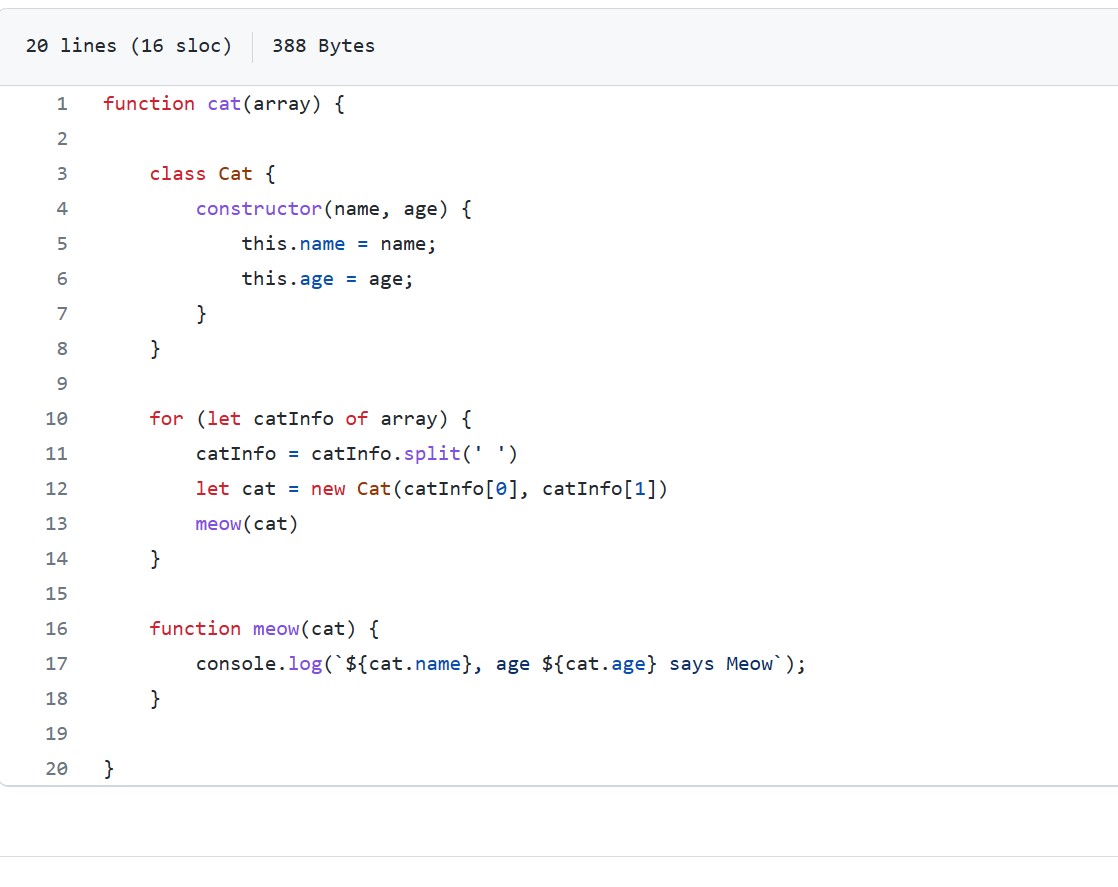 20 lines (16 sloc) 388 Bytes
1 function cat(array) {
2
3     class Cat {
4         constructor(name, age) {
5             this.name = name;
6             this.age = age;
7         }
8     }
9
10     for (let catInfo of array) {
11         catInfo = catInfo.split(' ')
12         let cat = new Cat(catInfo[0], catInfo[1])
13         meow(cat)
14     }
15
16     function meow(cat) {
17         console.log(`${cat.name}, age ${cat.age} says Meow`);
18     }
19
20 }